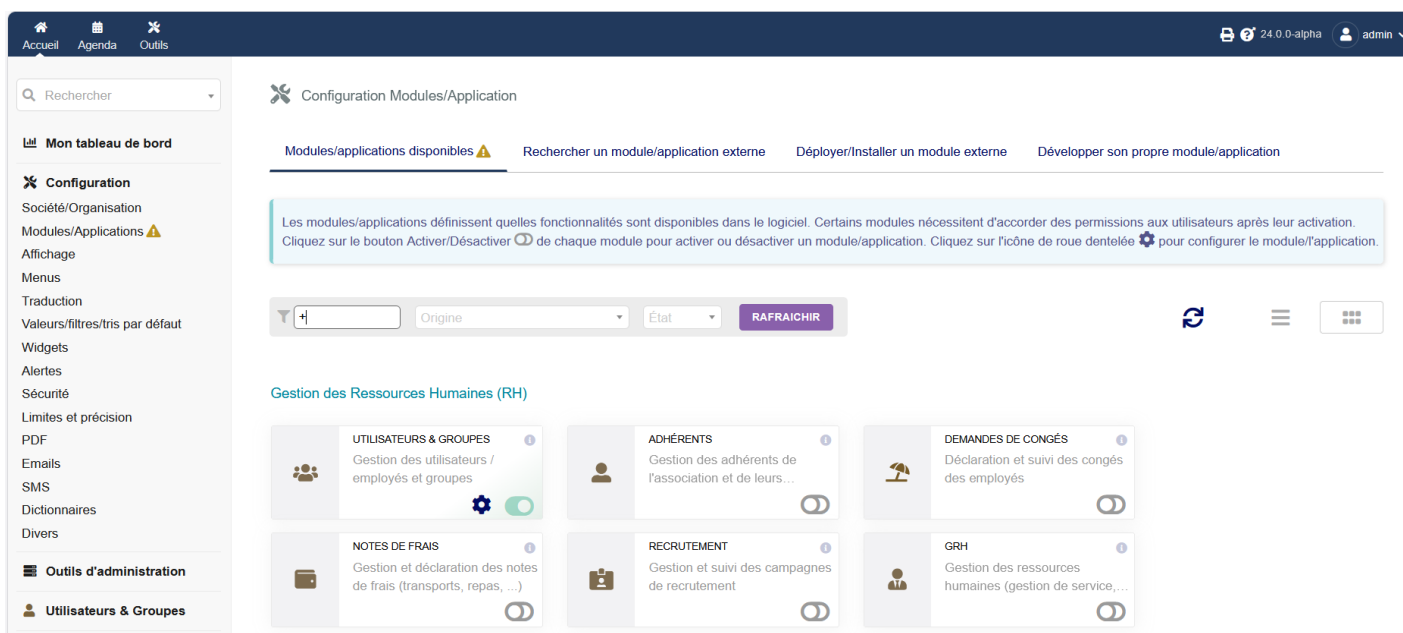 Accueil Agenda Outils 24.0.0-alpha admin
Rechercher
Mon tableau de bord
Configuration
Société/Organisation
Modules/Applications
Affichage
Menus
Traduction
Valeurs/filtres/tris par défaut
Widgets
Alertes
Sécurité
Limites et précision
PDF
Emails
SMS
Dictionnaires
Divers
Outils d'administration
Utilisateurs & Groupes
Configuration Modules/Application
Modules/applications disponibles Rechercher un module/application externe Déployer/Installer un module externe Développer son propre module/application
Les modules/applications définissent quelles fonctionnalités sont disponibles dans le logiciel. Certains modules nécessitent d'accorder des permissions aux utilisateurs après leur activation.
Cliquez sur le bouton Activer/Désactiver de chaque module pour activer ou désactiver un module/application. Cliquez sur l'icône de roue dentelée pour configurer le module/l'application.
+ Origine État RAFRAICHIR
Gestion des Ressources Humaines (RH)
UTILISATEURS & GROUPES
Gestion des utilisateurs /
employés et groupes
ADHÉRENTS
Gestion des adhérents de
l'association et de leurs...
DEMANDES DE CONGÉS
Déclaration et suivi des congés
des employés
NOTES DE FRAIS
Gestion et déclaration des notes
de frais (transports, repas, ...)
RECRUTEMENT
Gestion et suivi des campagnes
de recrutement
GRH
Gestion des ressources
humaines (gestion de service,...